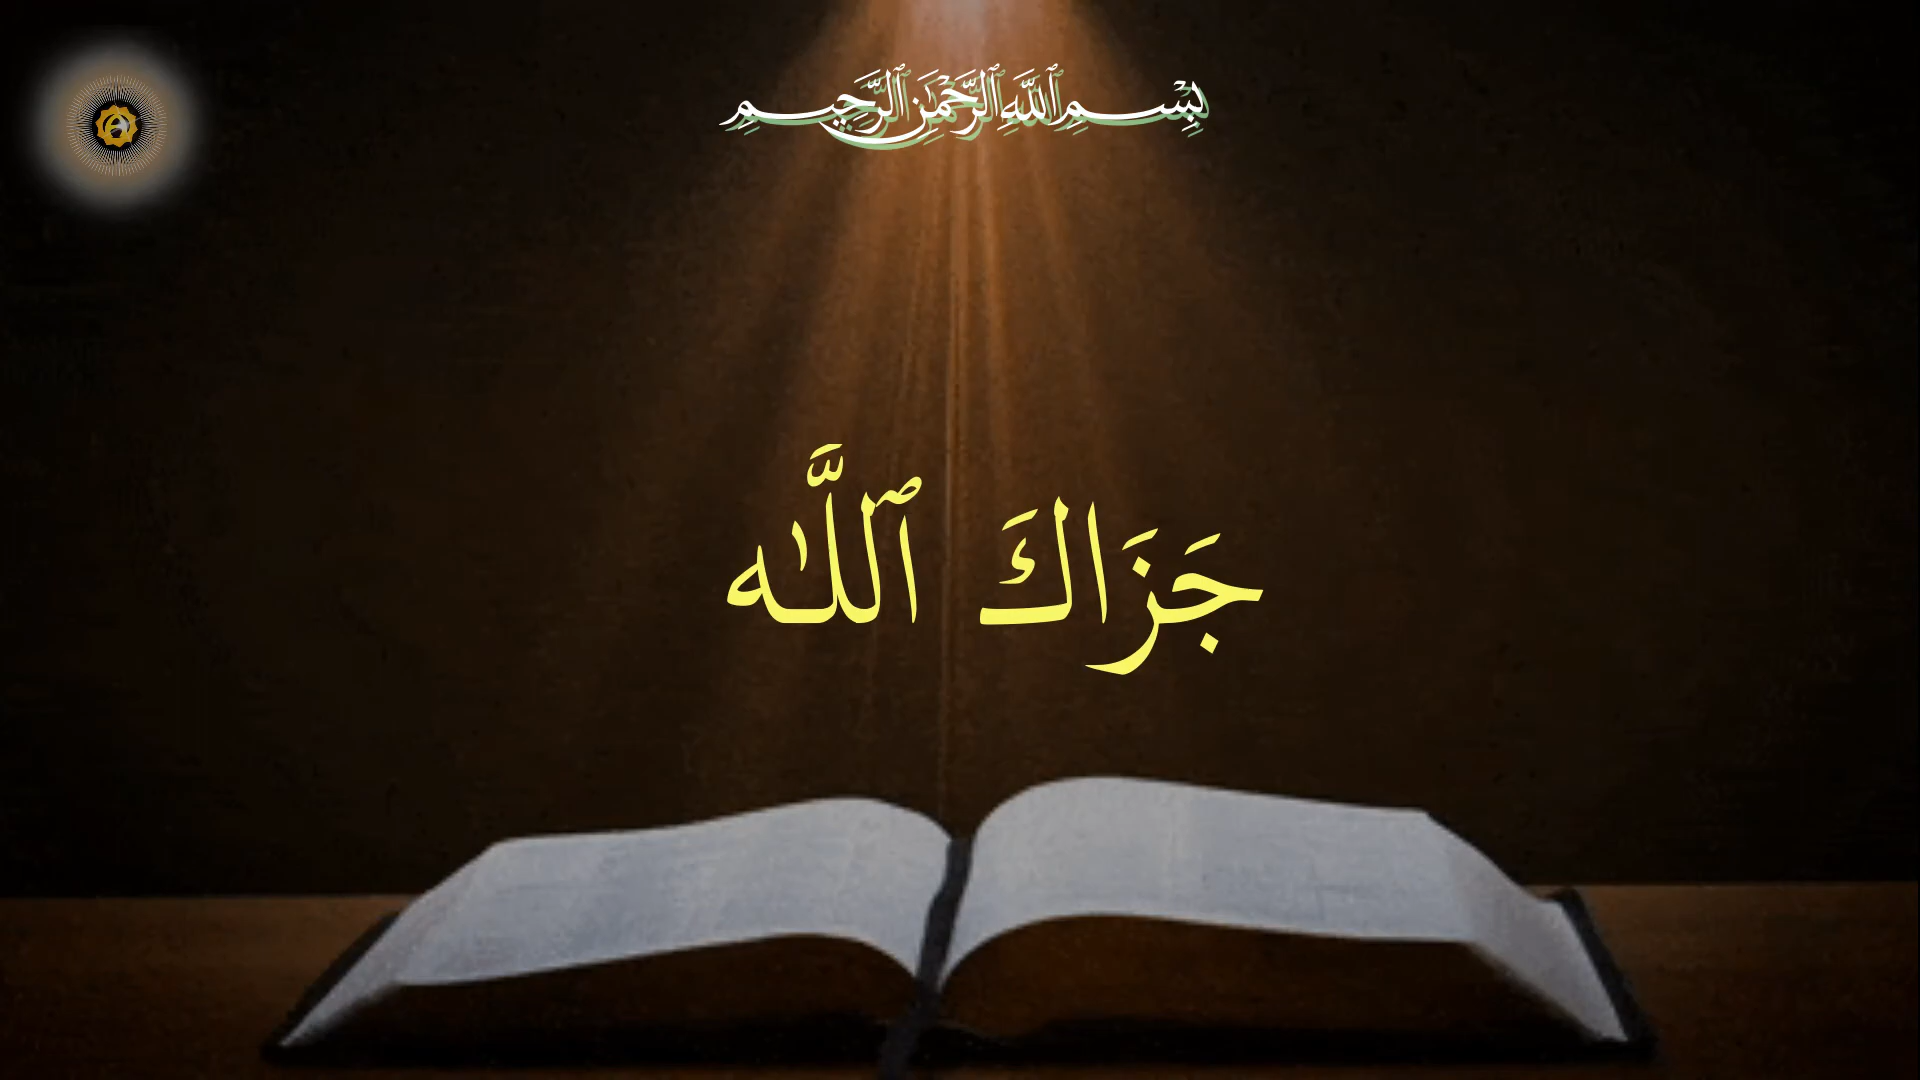 بِسْمِ ٱللَّهِ ٱلرَّحْمَٰنِ ٱلرَّحِيمِ
جَزَاكَ ٱللَّٰه